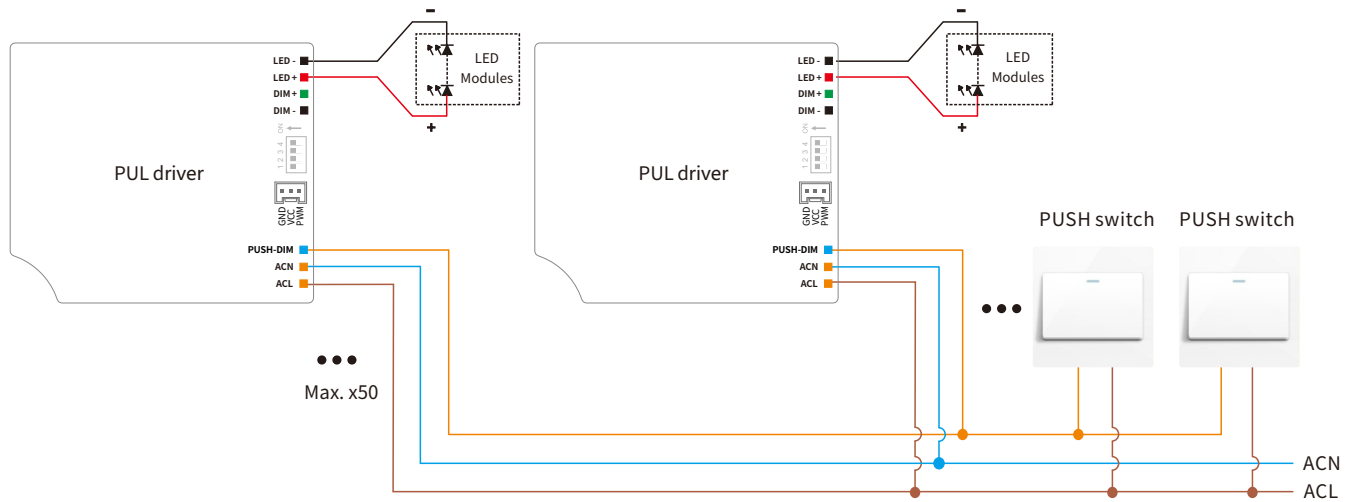 LED -
LED +
DIM +
DIM -
ON
1 2 3 4
PUL driver
GND
VCC
PWM
PUSH-DIM
ACN
ACL
−
LED
Modules
+
LED -
LED +
DIM +
DIM -
ON
1 2 3 4
PUL driver
GND
VCC
PWM
PUSH-DIM
ACN
ACL
−
LED
Modules
+
PUSH switch
PUSH switch
•••
•••
Max. x50
ACN
ACL